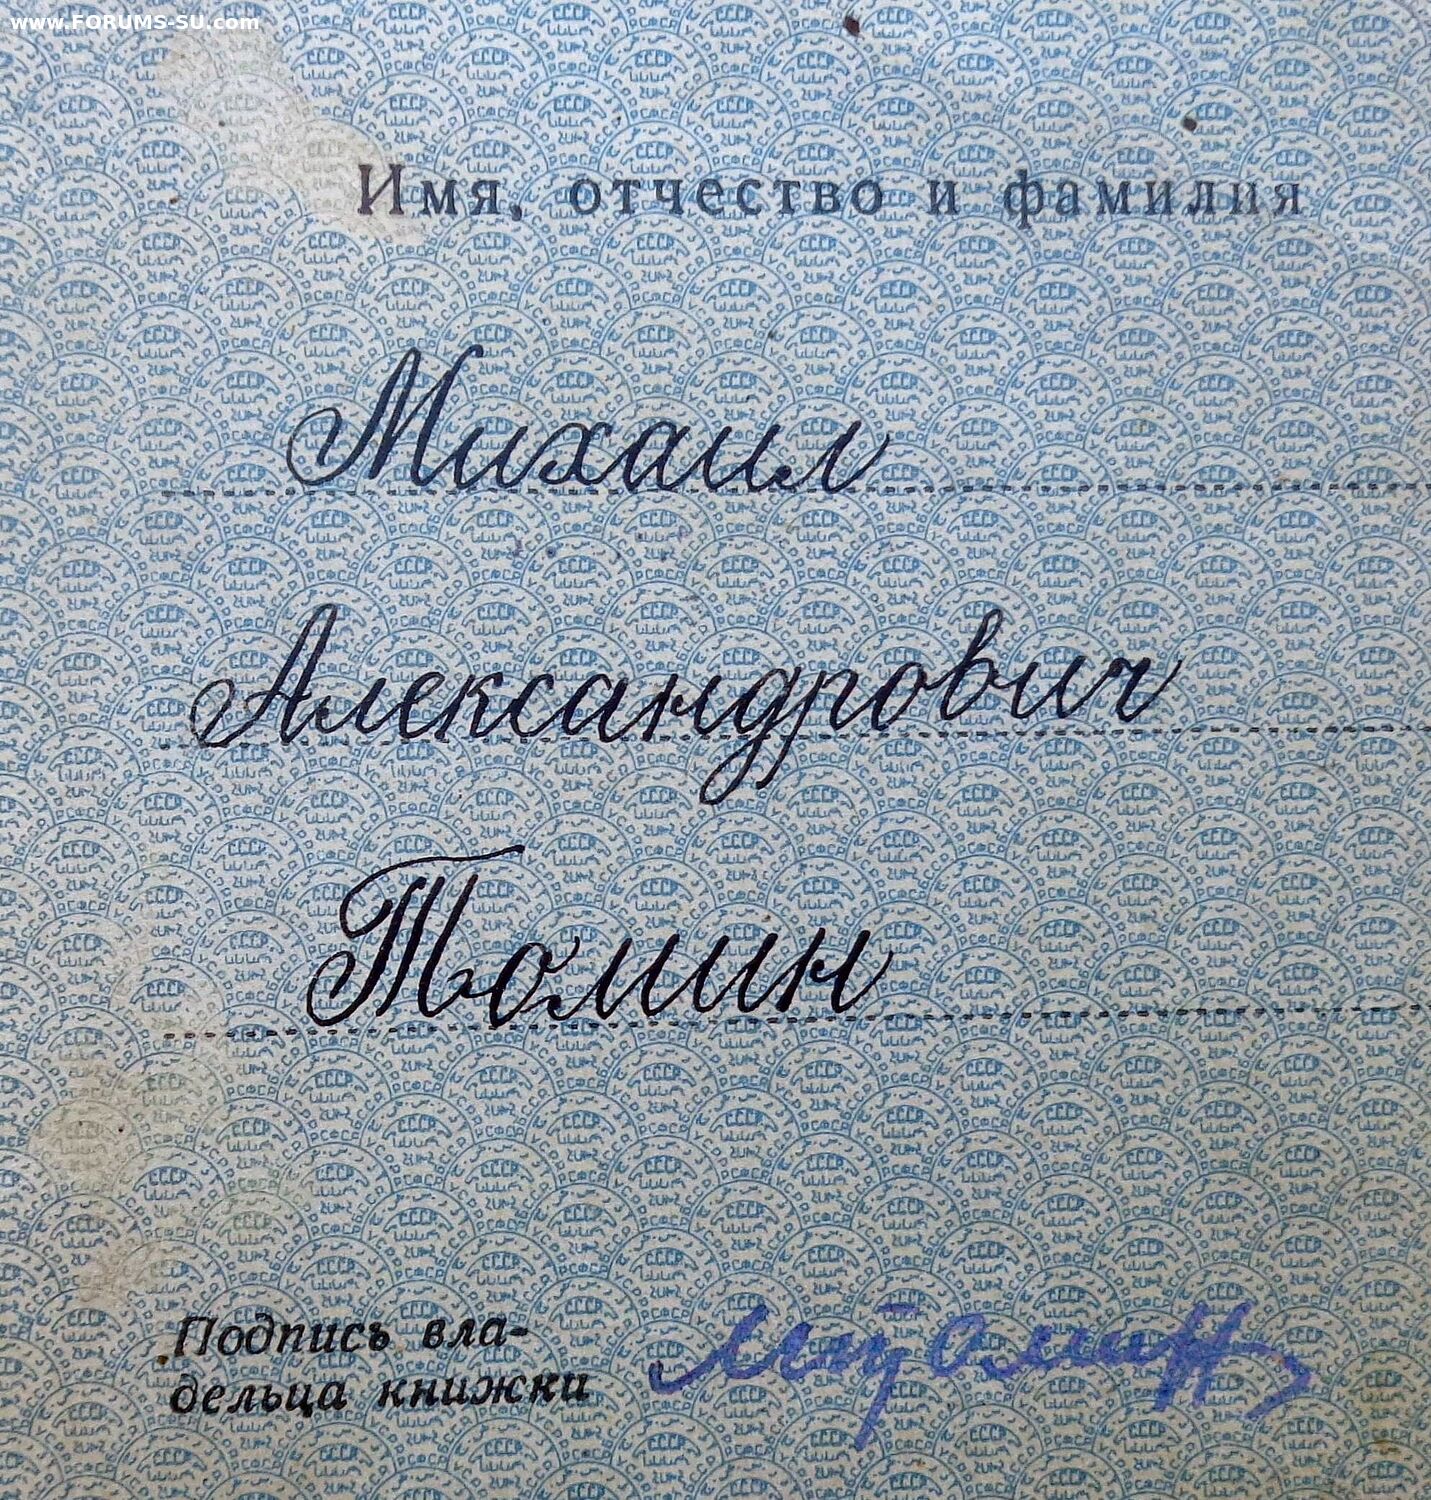 www.FORUMS-SU.com
Имя, отчество и фамилия
Михаил
Александрович
Томин
Подпись вла-
дельца книжки